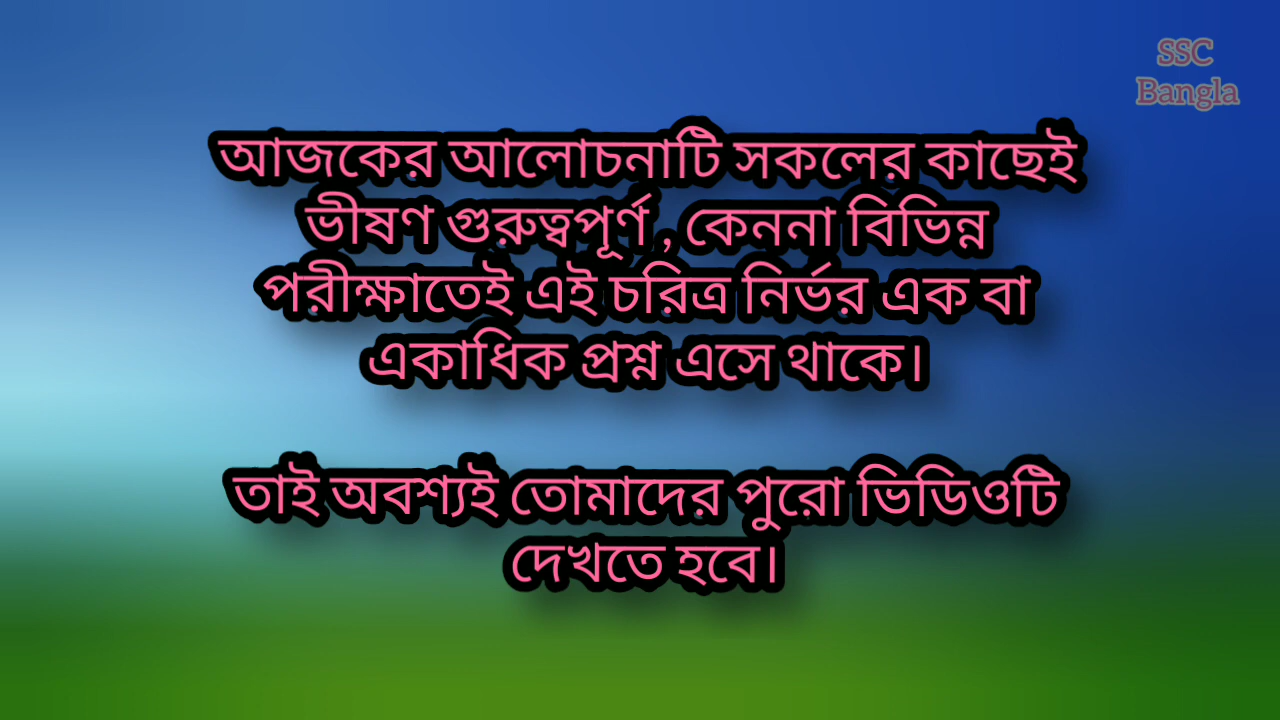 SSC
Bangla
আজকের আলোচনাটি সকলের কাছেই
ভীষণ গুরুত্বপূর্ণ , কেননা বিভিন্ন
পরীক্ষাতেই এই চরিত্র নির্ভর এক বা
একাধিক প্রশ্ন এসে থাকে।
তাই অবশ্যই তোমাদের পুরো ভিডিওটি
দেখতে হবে।